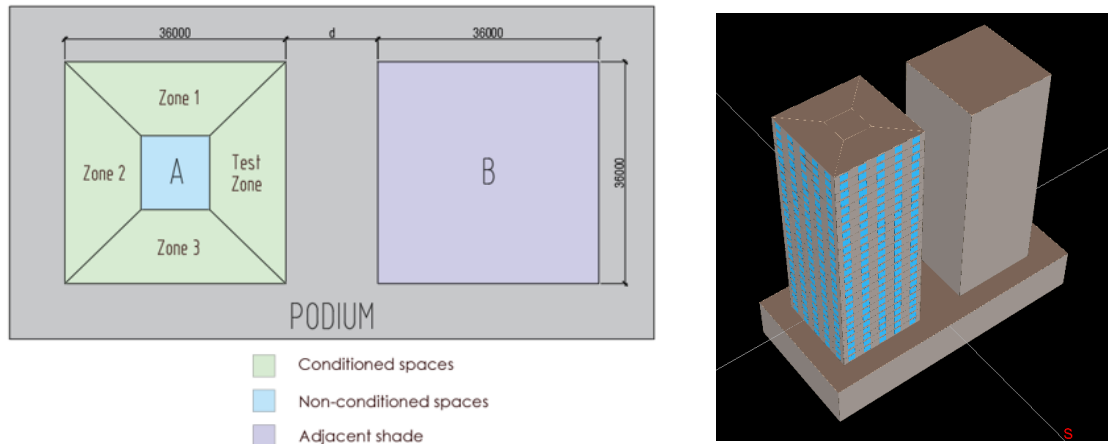 36000
d
36000
Zone 1
Zone 2
A
Test
Zone
B
36000
Zone 3
PODIUM
Conditioned spaces
Non-conditioned spaces
Adjacent shade
S